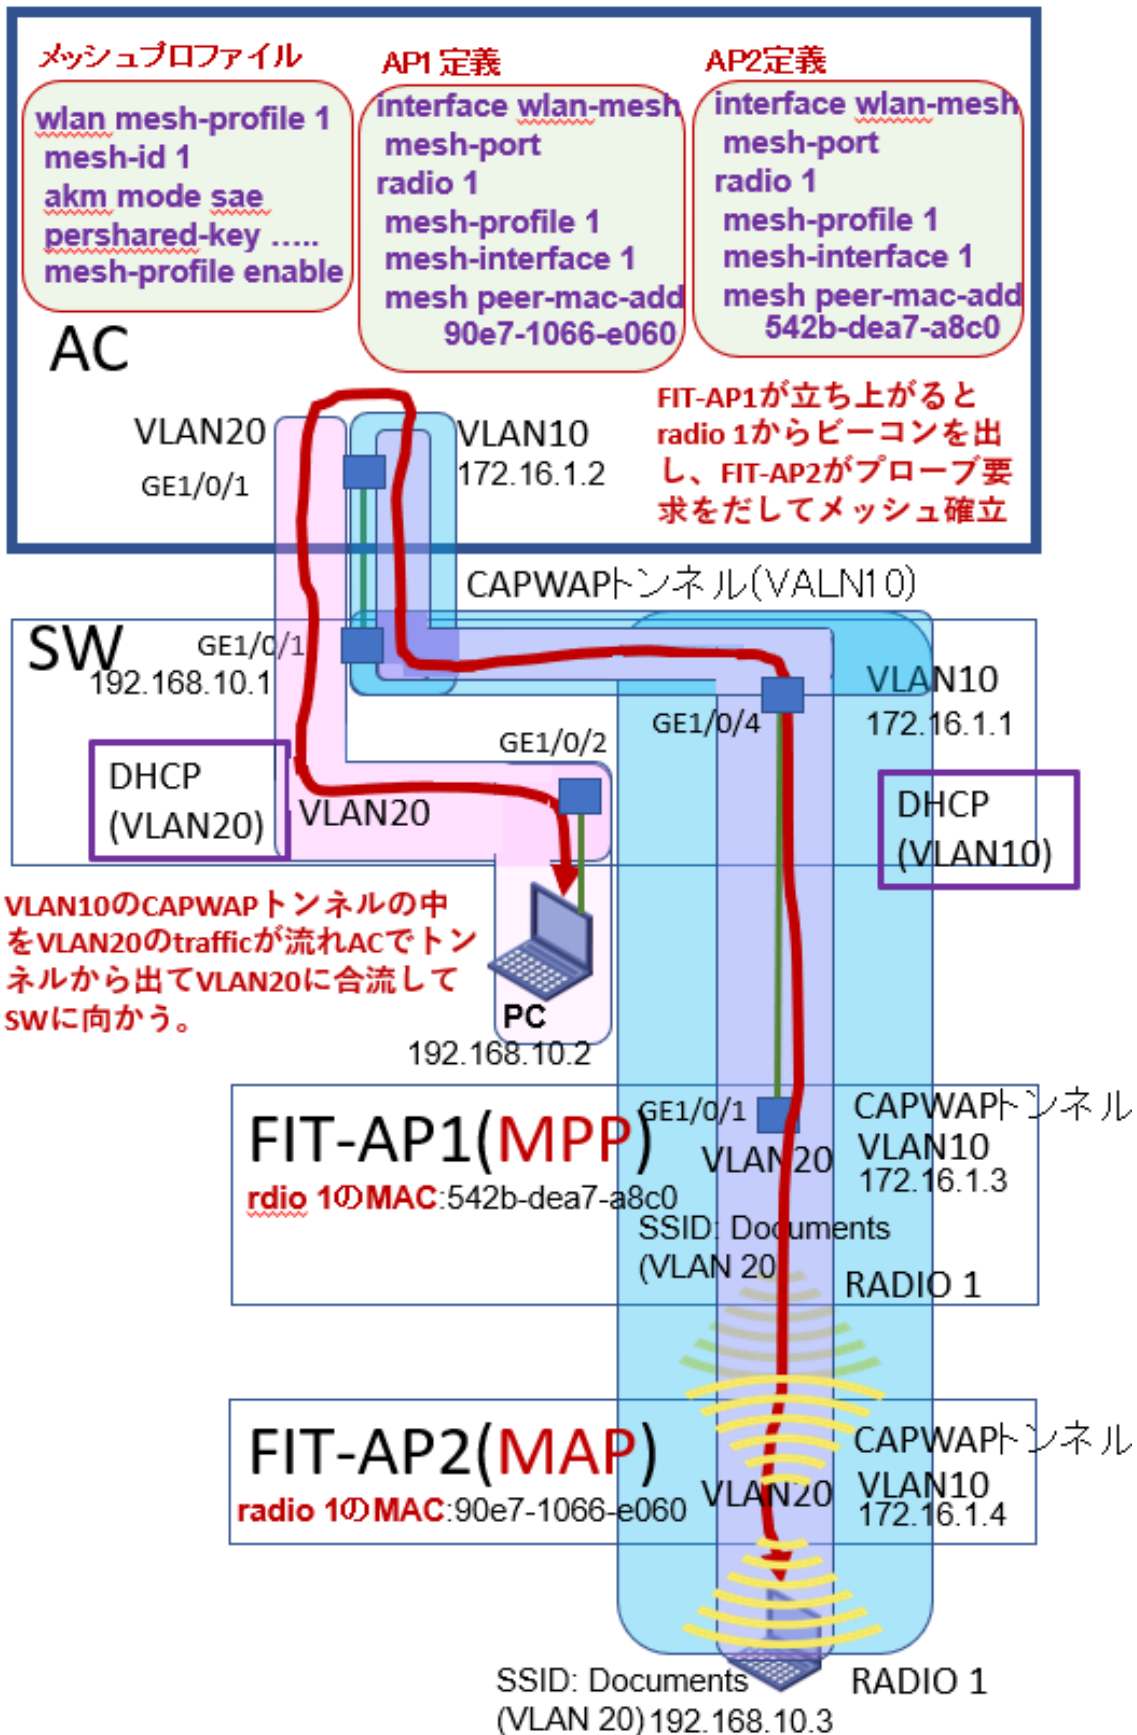 メッシュプロファイル
wlan mesh-profile 1
mesh-id 1
akm mode sae
pershared-key …..
mesh-profile enable
AP1 定義
interface wlan-mesh
mesh-port
radio 1
mesh-profile 1
mesh-interface 1
mesh peer-mac-add
90e7-1066-e060
AP2定義
interface wlan-mesh
mesh-port
radio 1
mesh-profile 1
mesh-interface 1
mesh peer-mac-add
542b-dea7-a8c0
AC
FIT-AP1が立ち上がると
radio 1からビーコンを出
し、FIT-AP2がプローブ要
求をだしてメッシュ確立
VLAN20
GE1/0/1
VLAN10
172.16.1.2
CAPWAPトンネル(VALN10)
SW
GE1/0/1
192.168.10.1
VLAN10
172.16.1.1
GE1/0/4
GE1/0/2
DHCP
(VLAN20)
VLAN20
DHCP
(VLAN10)
VLAN10のCAPWAPトンネルの中
をVLAN20のtrafficが流れACでトン
ネルから出てVLAN20に合流して
SWに向かう。
PC
192.168.10.2
FIT-AP1(MPP)
rdio 1のMAC:542b-dea7-a8c0
GE1/0/1
VLAN20
CAPWAPトンネル
VLAN10
172.16.1.3
SSID: Documents
(VLAN 20)
RADIO 1
FIT-AP2(MAP)
radio 1のMAC:90e7-1066-e060
VLAN20
CAPWAPトンネル
VLAN10
172.16.1.4
SSID: Documents
(VLAN 20)
192.168.10.3
RADIO 1